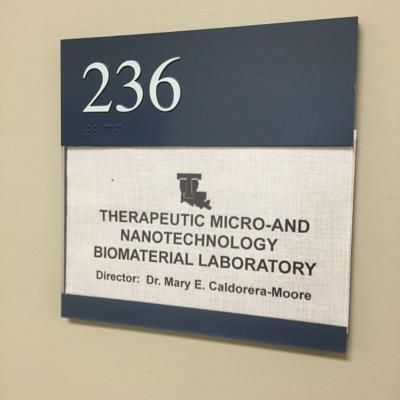 236
THERAPEUTIC MICRO-AND
NANOTECHNOLOGY
BIOMATERIAL LABORATORY
Director: Dr. Mary E. Caldorera-Moore